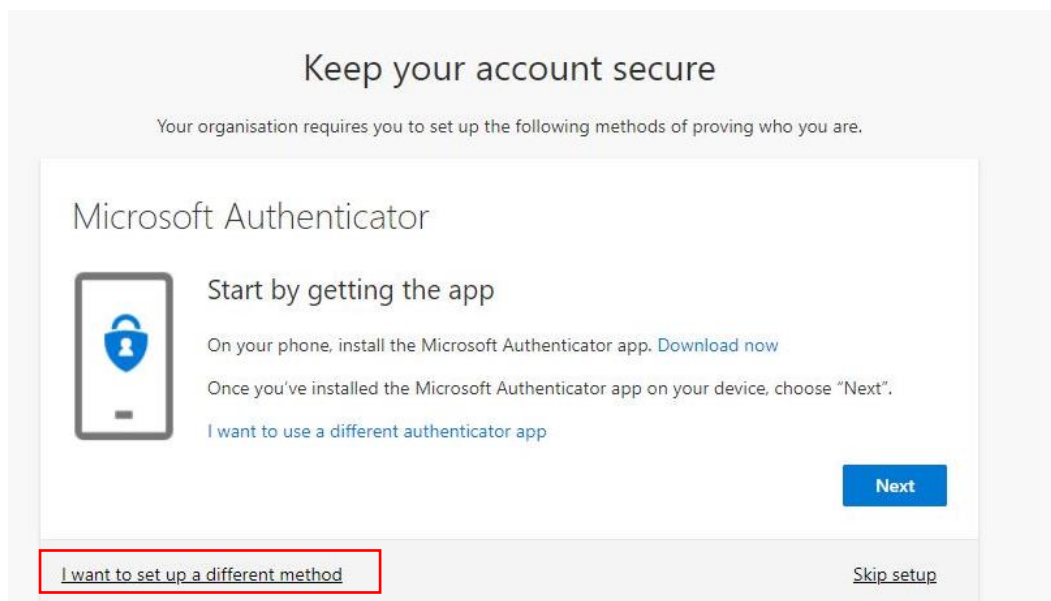 Keep your account secure
Your organisation requires you to set up the following methods of proving who you are.
Microsoft Authenticator
Start by getting the app
On your phone, install the Microsoft Authenticator app. Download now
Once you've installed the Microsoft Authenticator app on your device, choose “Next”.
I want to use a different authenticator app
Next
I want to set up a different method
Skip setup